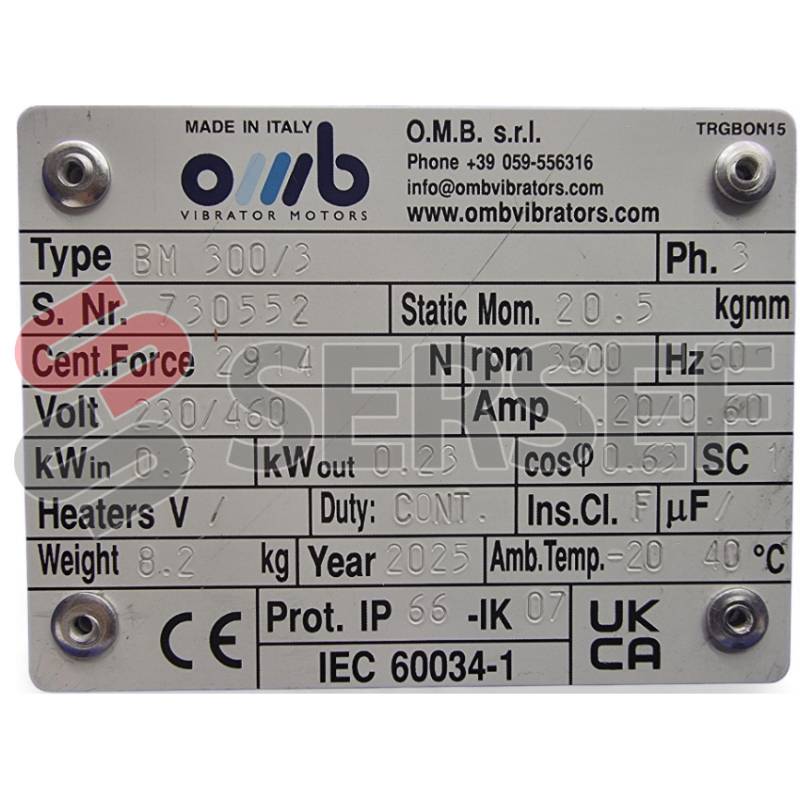 MADE IN ITALY
omb
VIBRATOR MOTORS
O.M.B. s.r.l.
Phone +39 059-556316
info@ombvibrators.com
www.ombvibrators.com
TRGBON15
Type BM 300/3 Ph. 3
S. Nr. 730552 Static Mom. 20.5 kgmm
Cent.Force 2914 N rpm 3600 Hz 60
Volt 230/460 Amp 1.20/0.60
kWin 0.3 kWout 0.23 cosφ 0.63 SC 1
Heaters V / Duty: CONT. Ins.Cl. F µF /
Weight 8.2 kg Year 2025 Amb.Temp. -20 40 °C
CE Prot. IP 66 -IK 07 UK
CA
IEC 60034-1
SERSEF